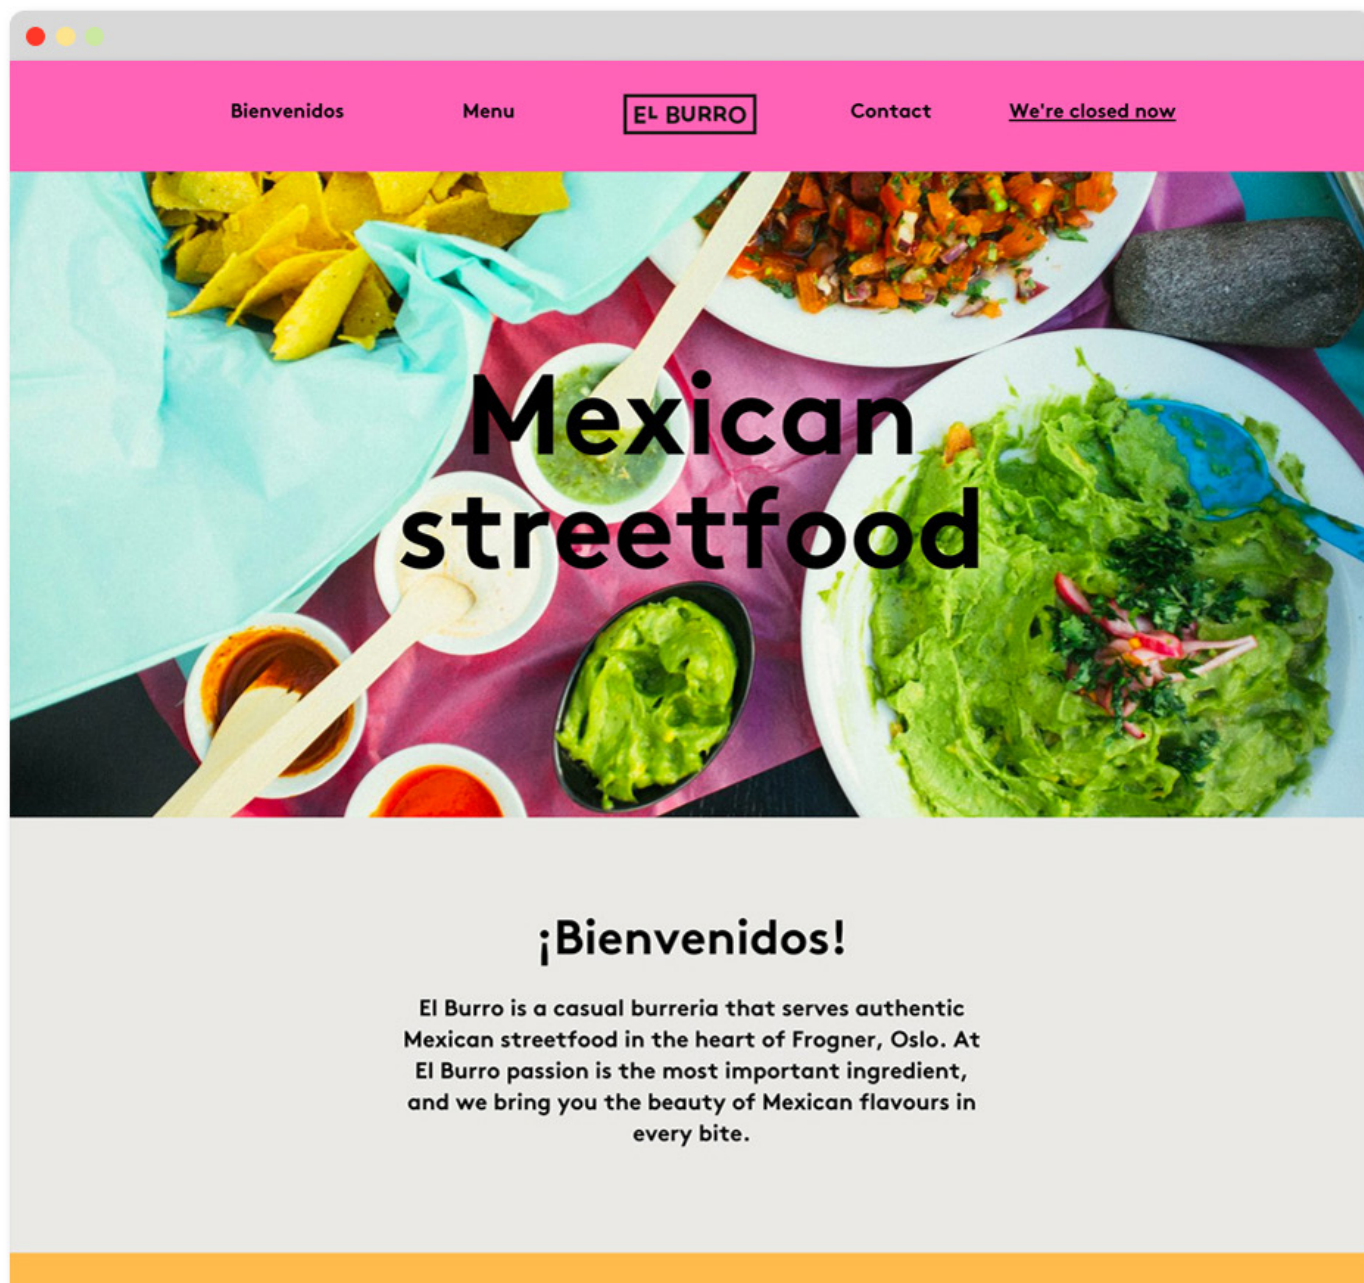 Bienvenidos
Menu
EL BURRO
Contact
We're closed now
Mexican
streetfood
¡Bienvenidos!
El Burro is a casual burreria that serves authentic
Mexican streetfood in the heart of Frogner, Oslo. At
El Burro passion is the most important ingredient,
and we bring you the beauty of Mexican flavours in
every bite.